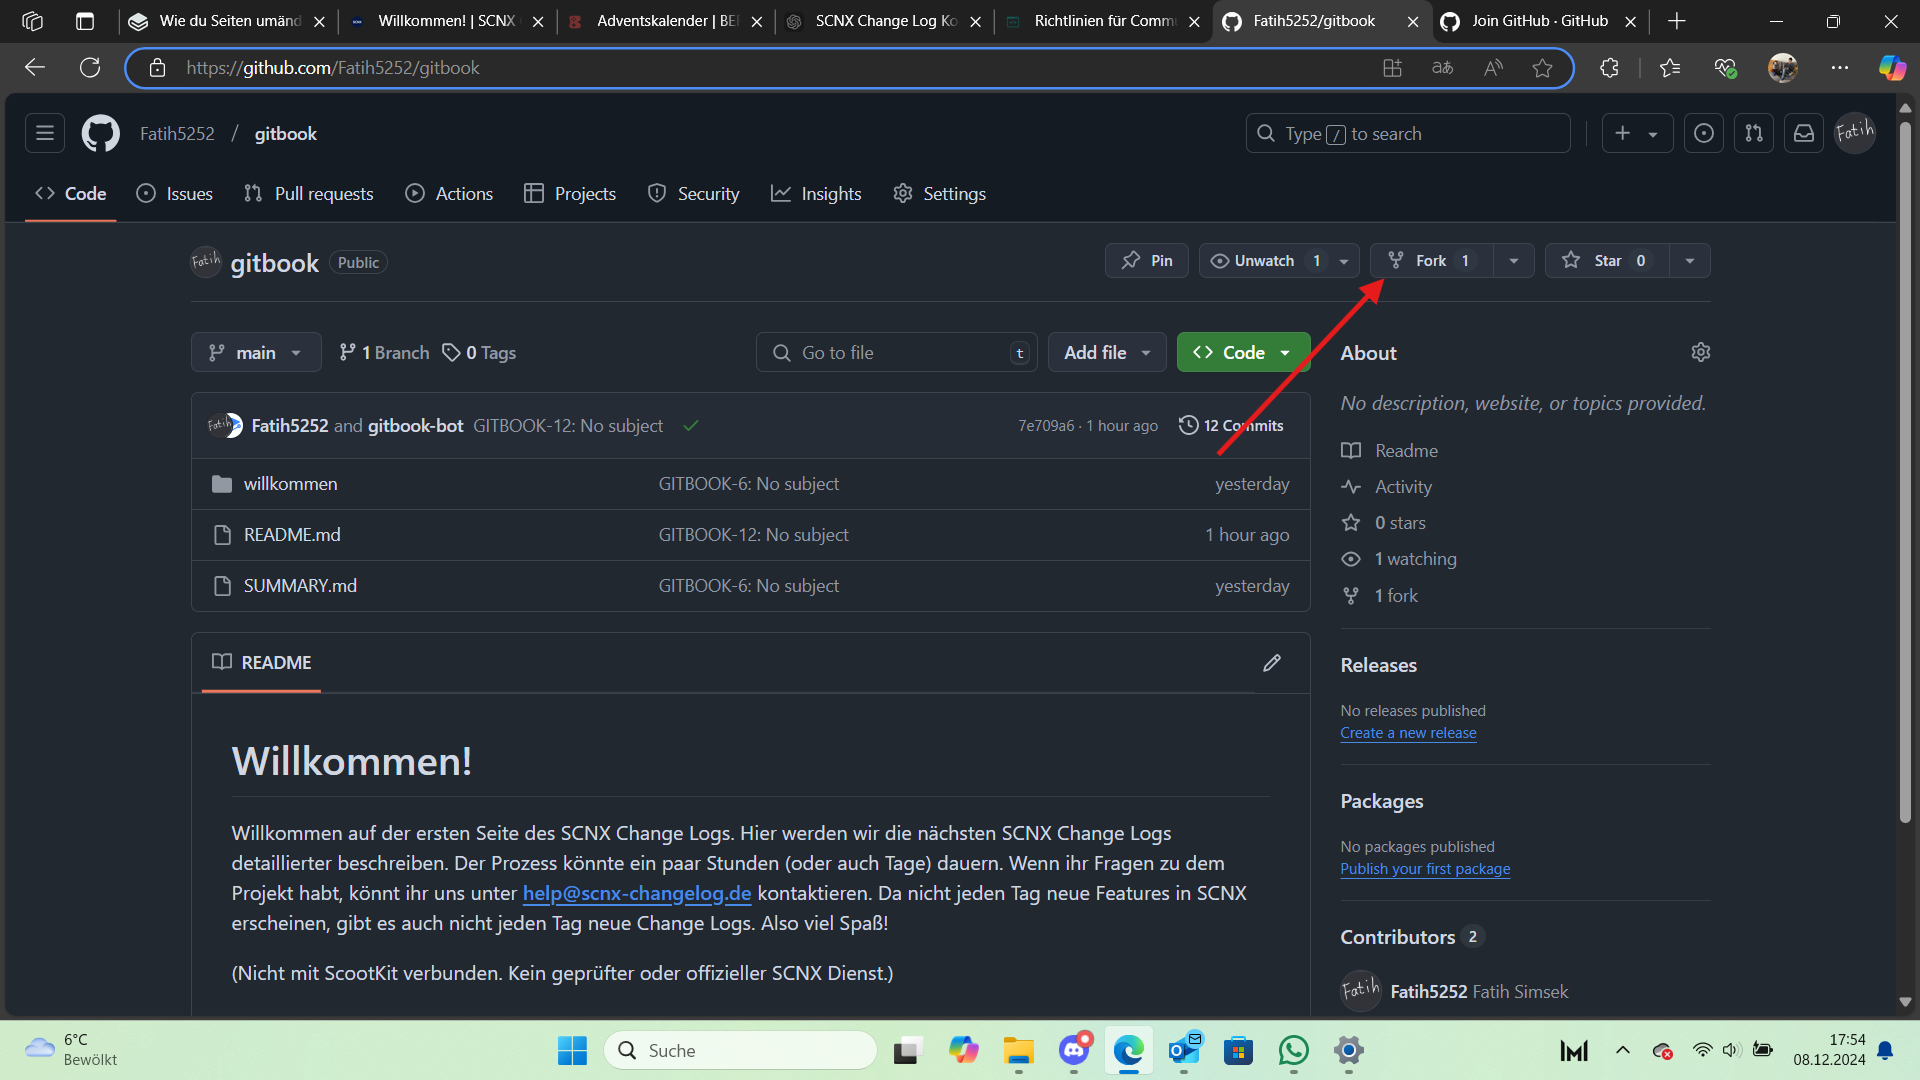 Wie du Seiten umänd
Willkommen! | SCNX
Adventskalender | BEF
SCNX Change Log Ko
Richtlinien für Commu
Fatih5252/gitbook
Join GitHub · GitHub
https://github.com/Fatih5252/gitbook
Fatih5252 / gitbook
Type / to search
Fatih
Code
Issues
Pull requests
Actions
Projects
Security
Insights
Settings
Fatih
gitbook
Public
Pin
Unwatch 1
Fork 1
Star 0
main
1 Branch
0 Tags
Go to file
t
Add file
Code
About
No description, website, or topics provided.
Fatih
Fatih5252 and gitbook-bot GITBOOK-12: No subject
7e709a6 · 1 hour ago
12 Commits
willkommen GITBOOK-6: No subject yesterday
README.md GITBOOK-12: No subject 1 hour ago
SUMMARY.md GITBOOK-6: No subject yesterday
Readme
Activity
0 stars
1 watching
1 fork
Releases
No releases published
Create a new release
Packages
No packages published
Publish your first package
Contributors 2
Fatih
Fatih5252 Fatih Simsek
README
Willkommen!
Willkommen auf der ersten Seite des SCNX Change Logs. Hier werden wir die nächsten SCNX Change Logs
detaillierter beschreiben. Der Prozess könnte ein paar Stunden (oder auch Tage) dauern. Wenn ihr Fragen zu dem
Projekt habt, könnt ihr uns unter help@scnx-changelog.de kontaktieren. Da nicht jeden Tag neue Features in SCNX
erscheinen, gibt es auch nicht jeden Tag neue Change Logs. Also viel Spaß!
(Nicht mit ScootKit verbunden. Kein geprüfter oder offizieller SCNX Dienst.)
6°C
Bewölkt
Suche
17:54
08.12.2024